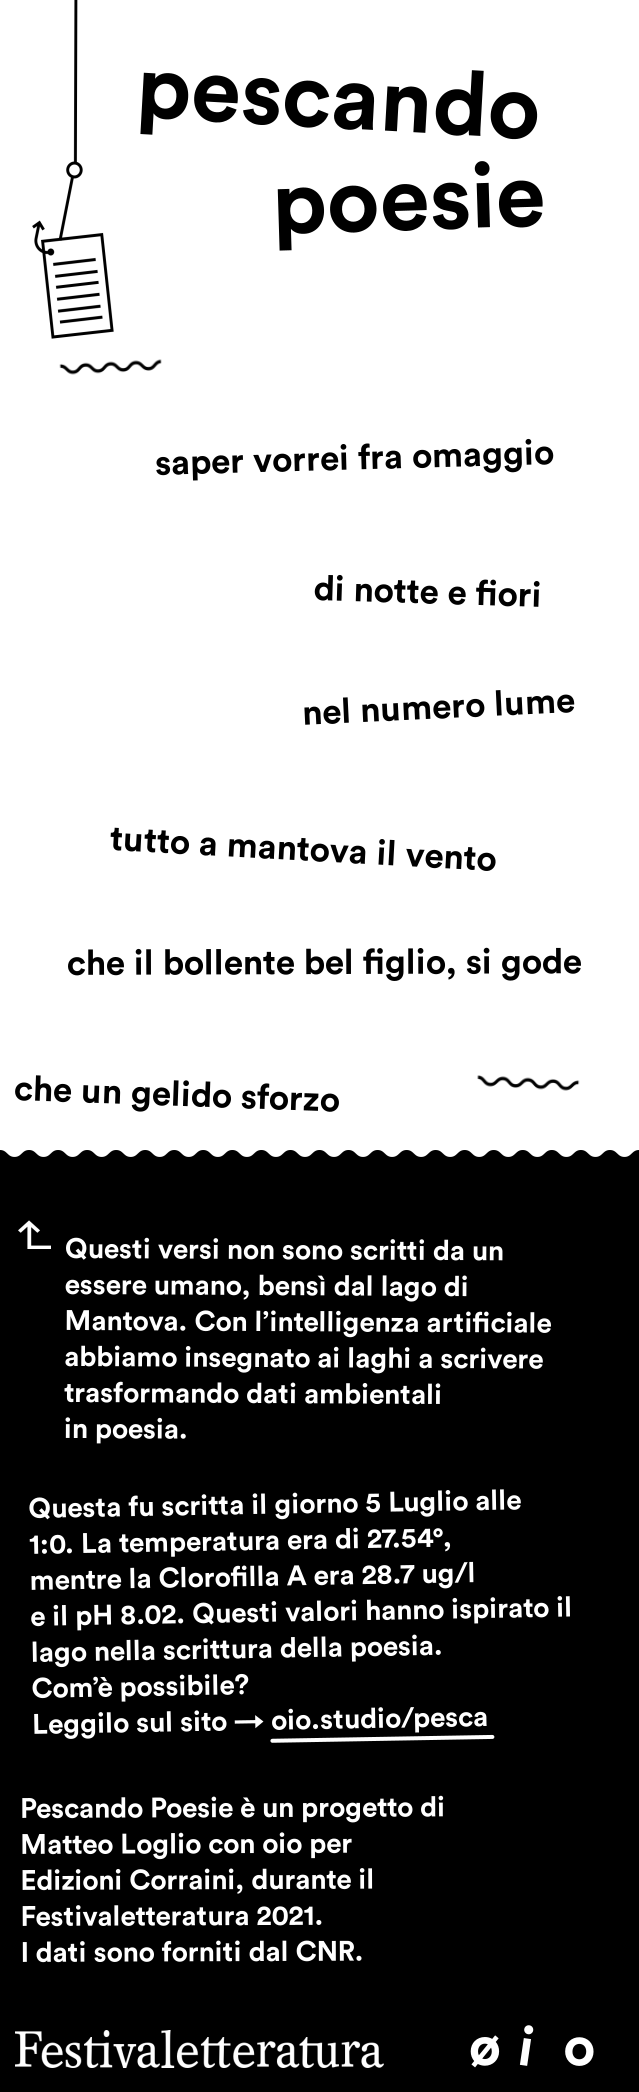 pescando
poesie
saper vorrei fra omaggio
di notte e fiori
nel numero lume
tutto a mantova il vento
che il bollente bel figlio, si gode
che un gelido sforzo
Questi versi non sono scritti da un
essere umano, bensì dal lago di
Mantova. Con l’intelligenza artificiale
abbiamo insegnato ai laghi a scrivere
trasformando dati ambientali
in poesia.
Questa fu scritta il giorno 5 Luglio alle
1:0. La temperatura era di 27.54°,
mentre la Clorofilla A era 28.7 ug/l
e il pH 8.02. Questi valori hanno ispirato il
lago nella scrittura della poesia.
Com’è possibile?
Leggilo sul sito → oio.studio/pesca
Pescando Poesie è un progetto di
Matteo Loglio con oio per
Edizioni Corraini, durante il
Festivaletteratura 2021.
I dati sono forniti dal CNR.
Festivaletteratura ø i o